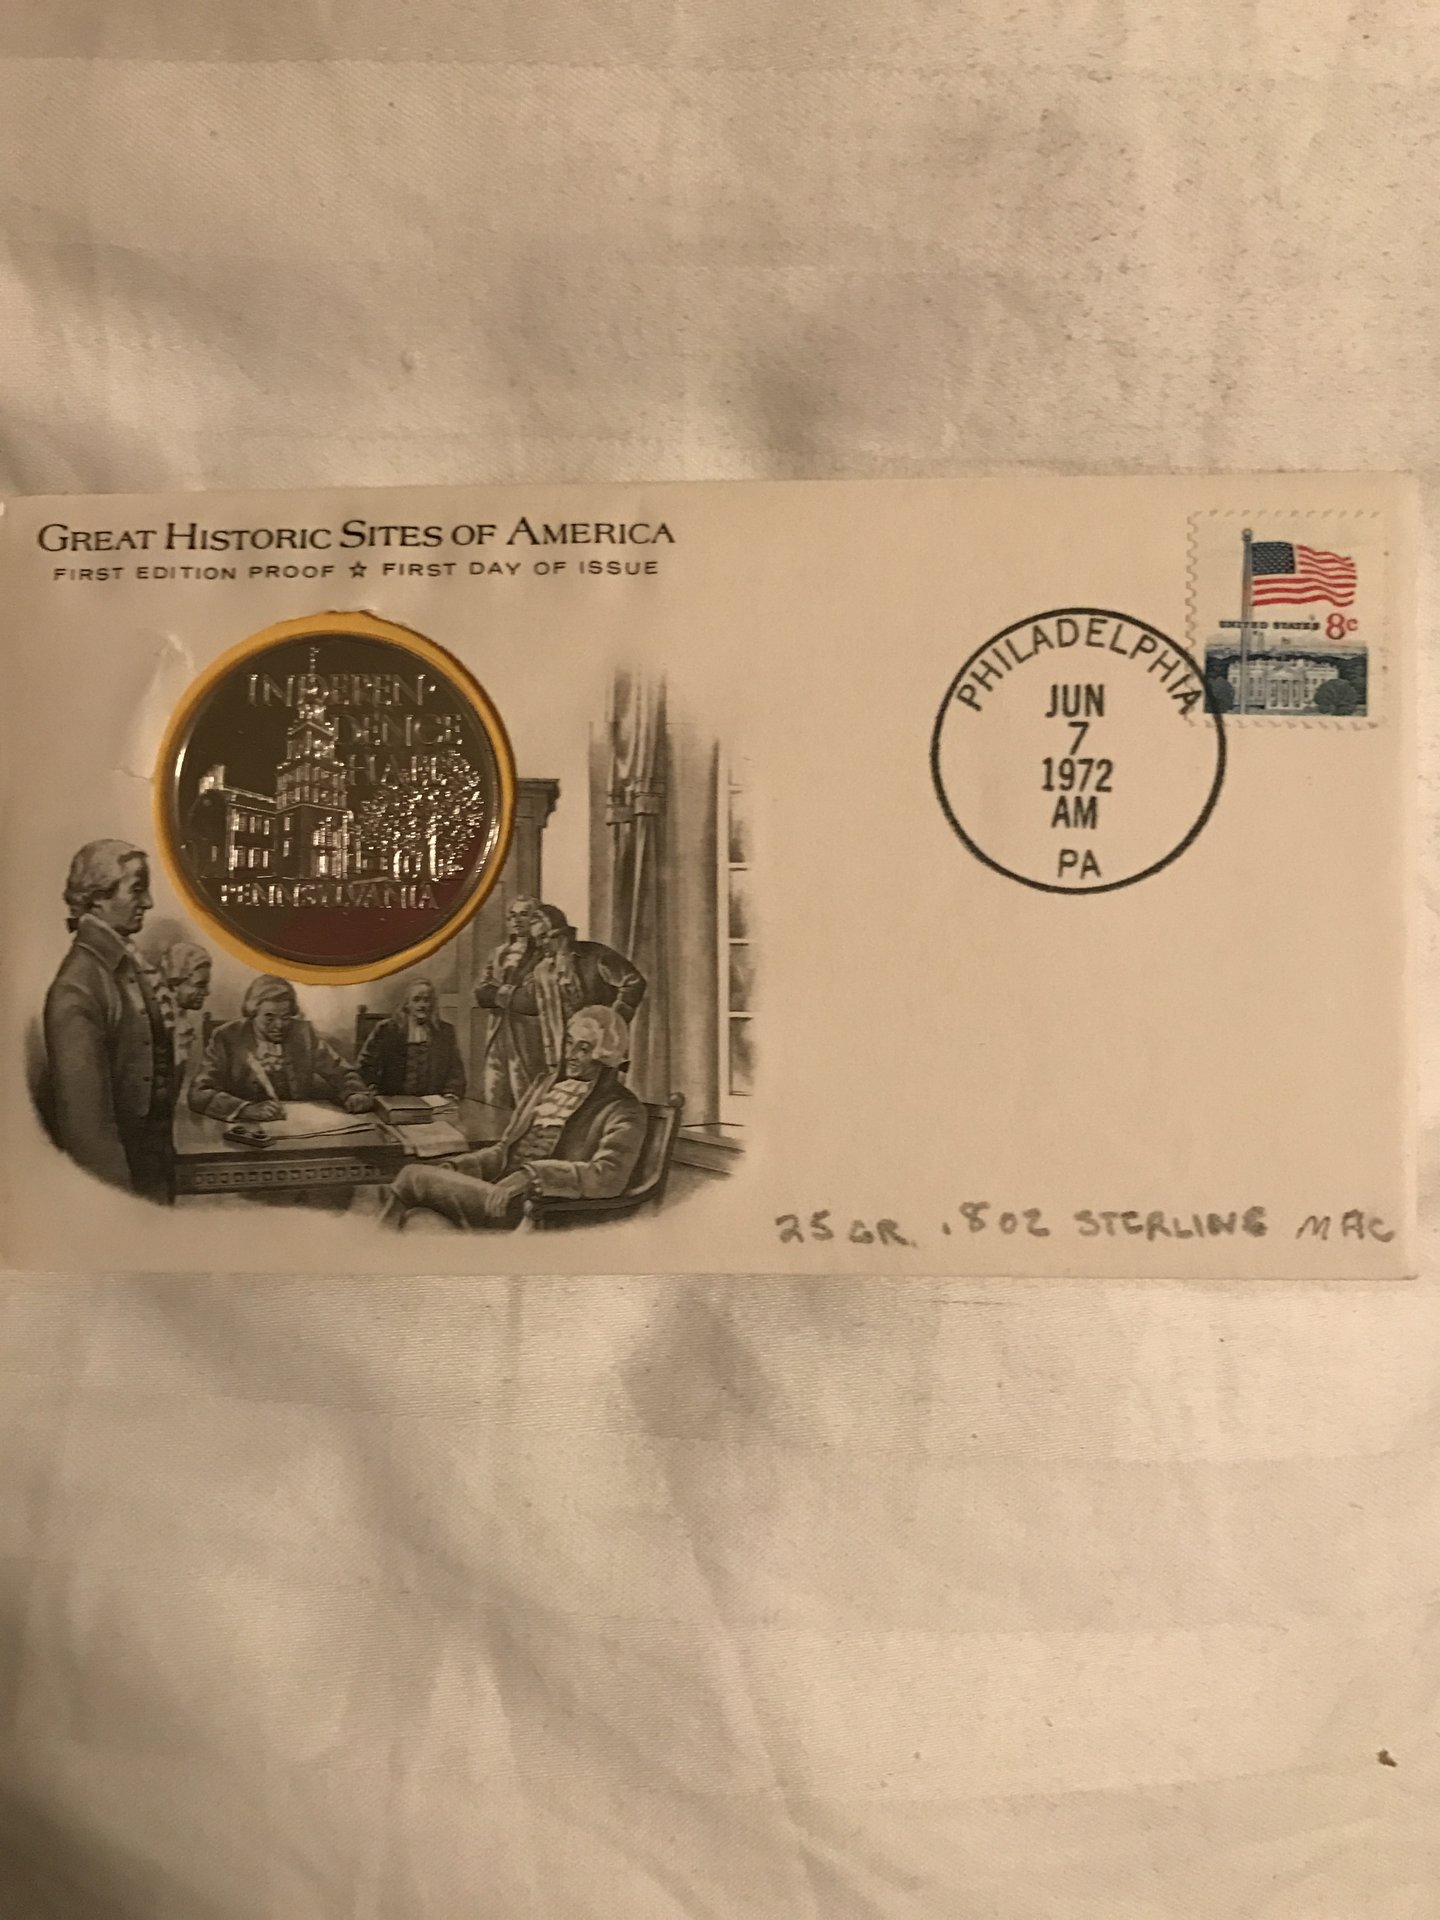 GREAT HISTORIC SITES OF AMERICA
FIRST EDITION PROOF ☆ FIRST DAY OF ISSUE
INDEPEN-
DENCE
HALL
PENNSYLVANIA
UNITED STATES 8c
PHILADELPHIA
JUN
7
1972
AM
PA
25 GR. .8 OZ STERLING MAC